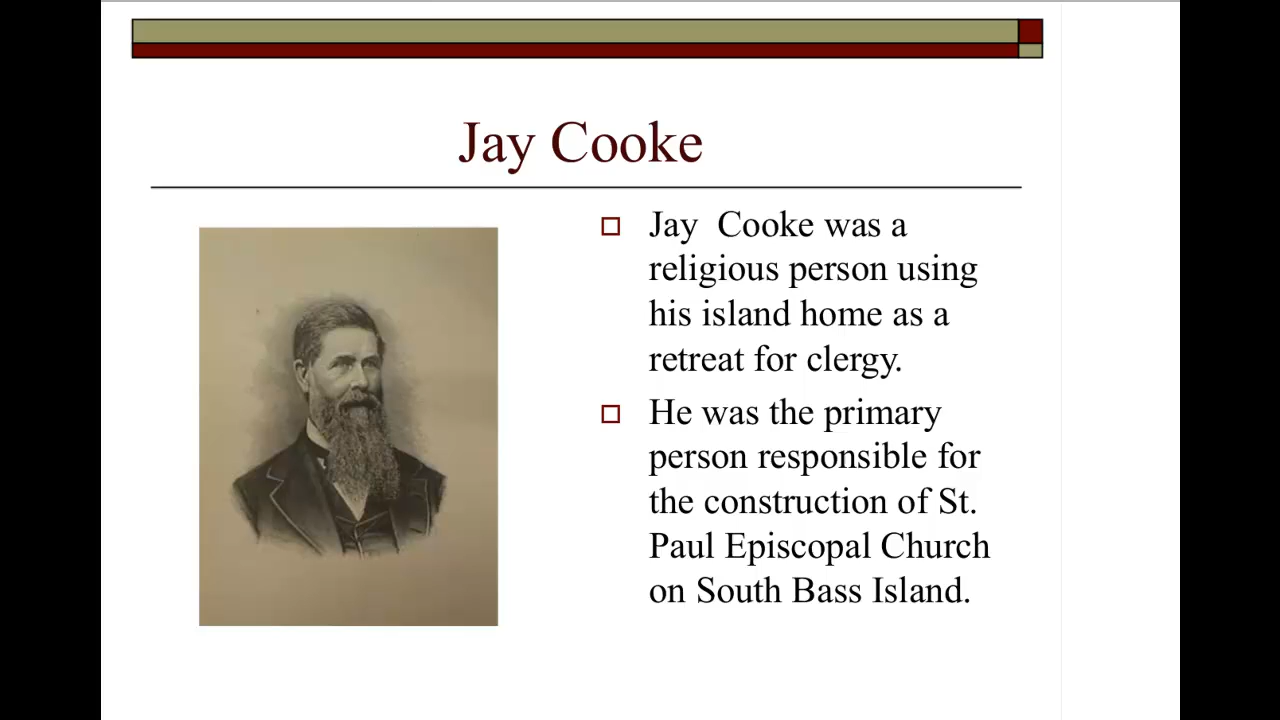 Jay Cooke
Jay  Cooke was a
religious person using
his island home as a
retreat for clergy.
He was the primary
person responsible for
the construction of St.
Paul Episcopal Church
on South Bass Island.